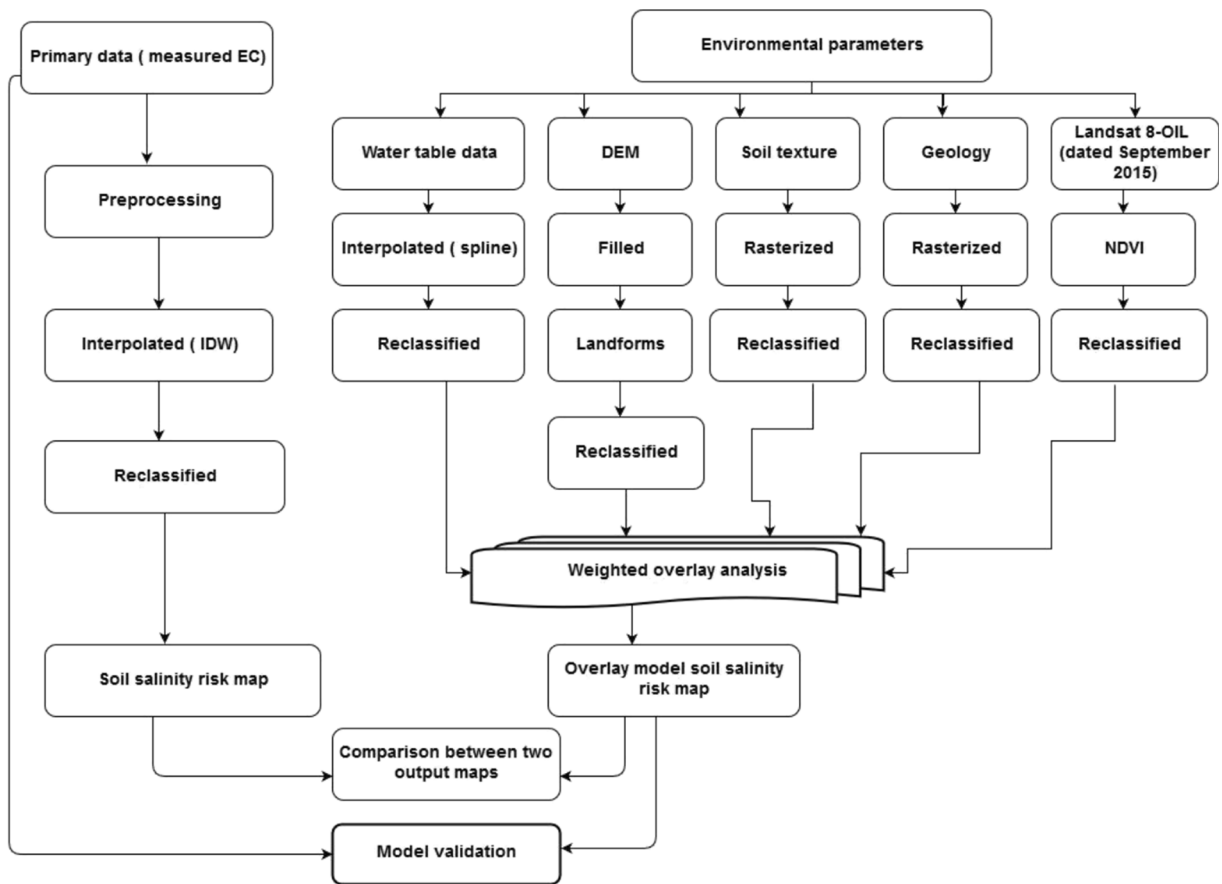 Primary data ( measured EC)
Preprocessing
Interpolated ( IDW)
Reclassified
Soil salinity risk map
Environmental parameters
Water table data
Interpolated ( spline)
Reclassified
DEM
Filled
Landforms
Reclassified
Soil texture
Rasterized
Reclassified
Geology
Rasterized
Reclassified
Landsat 8-OIL
(dated September
2015)
NDVI
Reclassified
Weighted overlay analysis
Overlay model soil salinity
risk map
Comparison between two
output maps
Model validation